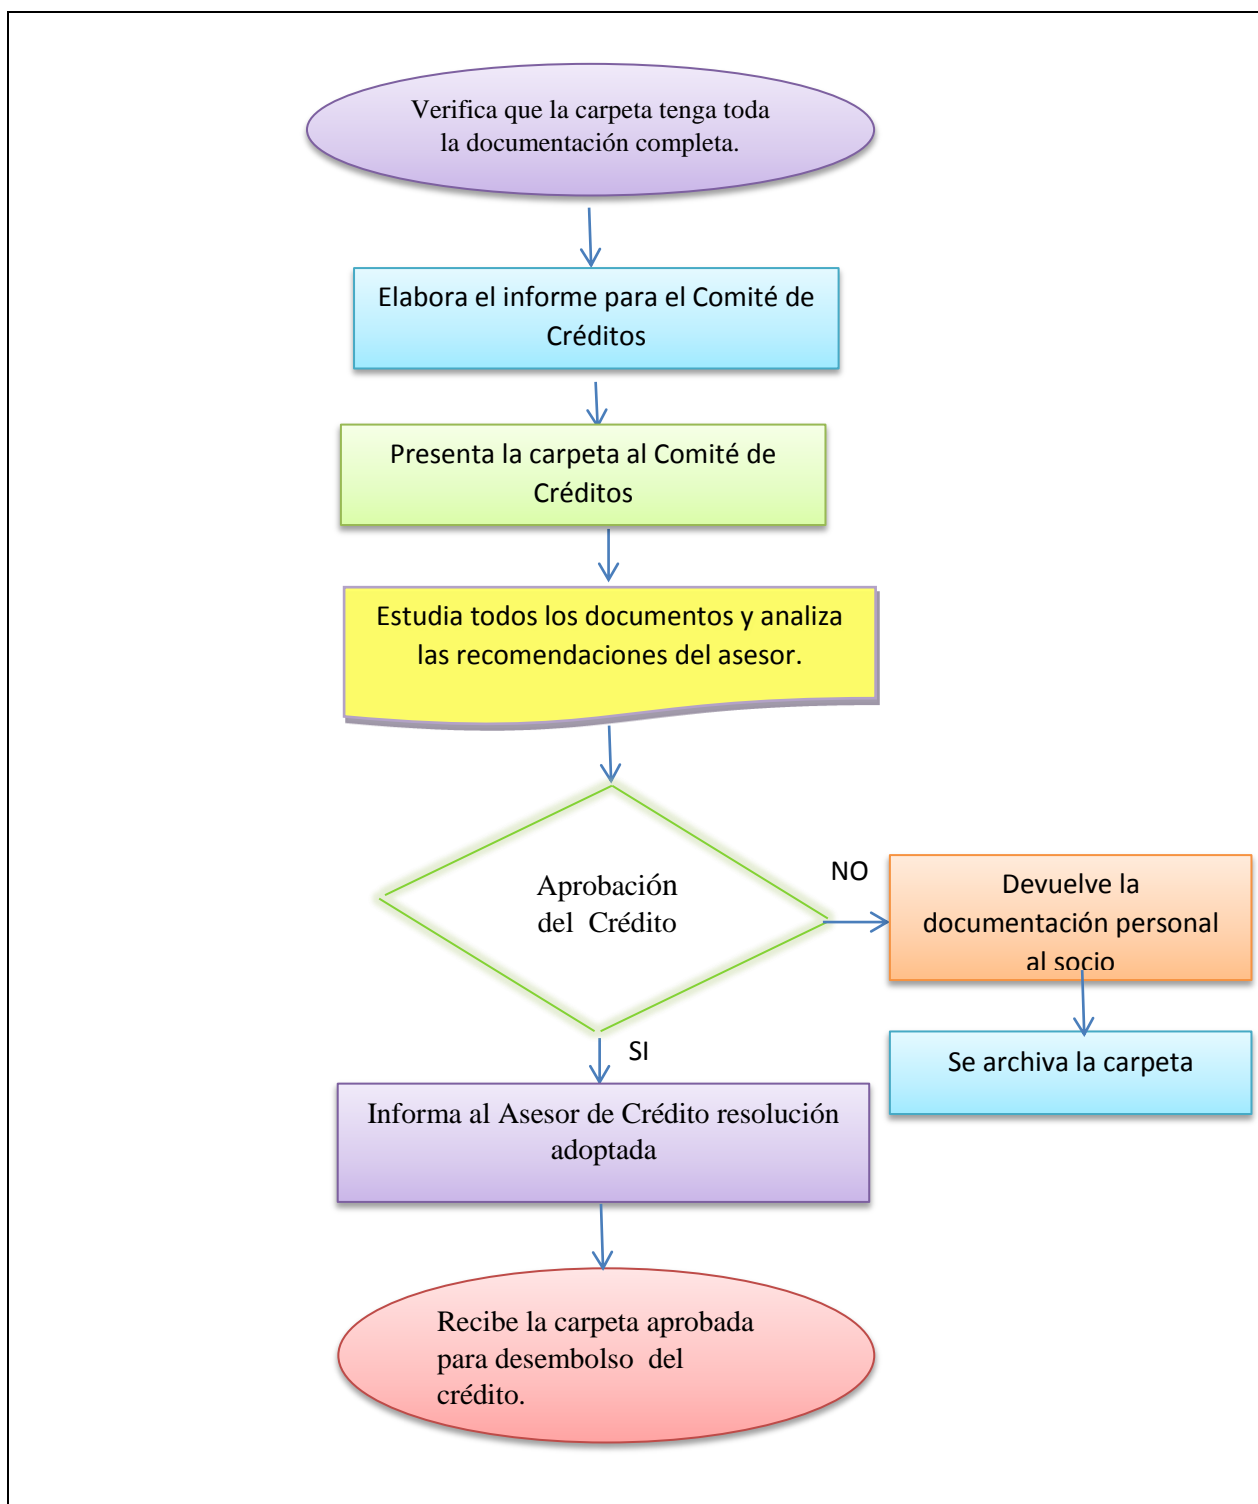 Verifica que la carpeta tenga toda
la documentación completa.
Elabora el informe para el Comité de
Créditos
Presenta la carpeta al Comité de
Créditos
Estudia todos los documentos y analiza
las recomendaciones del asesor.
Aprobación
del Crédito
NO
Devuelve la
documentación personal
al socio
Se archiva la carpeta
SI
Informa al Asesor de Crédito resolución
adoptada
Recibe la carpeta aprobada
para desembolso del
crédito.